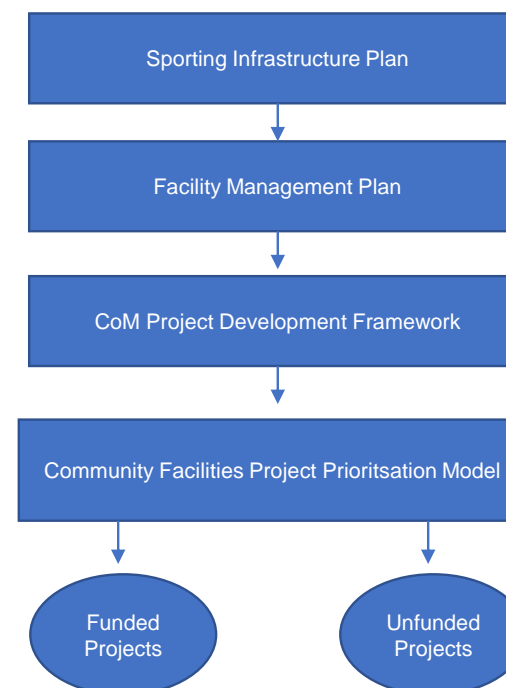 Sporting Infrastructure Plan
Facility Management Plan
CoM Project Development Framework
Community Facilities Project Prioritsation Model
Funded
Projects
Unfunded
Projects